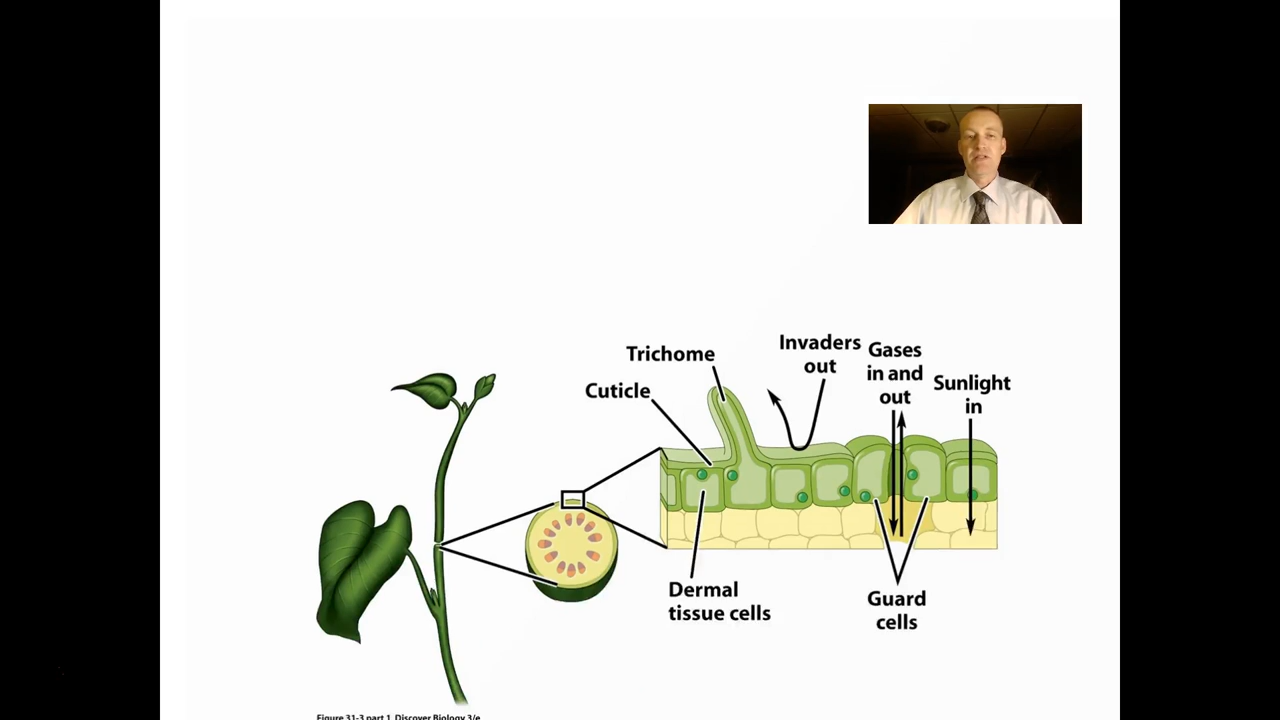 Trichome
Cuticle
Invaders
out
Gases
in and
out
Sunlight
in
Dermal
tissue cells
Guard
cells
Figure 31-3 part 1 Discover Biology 3/e